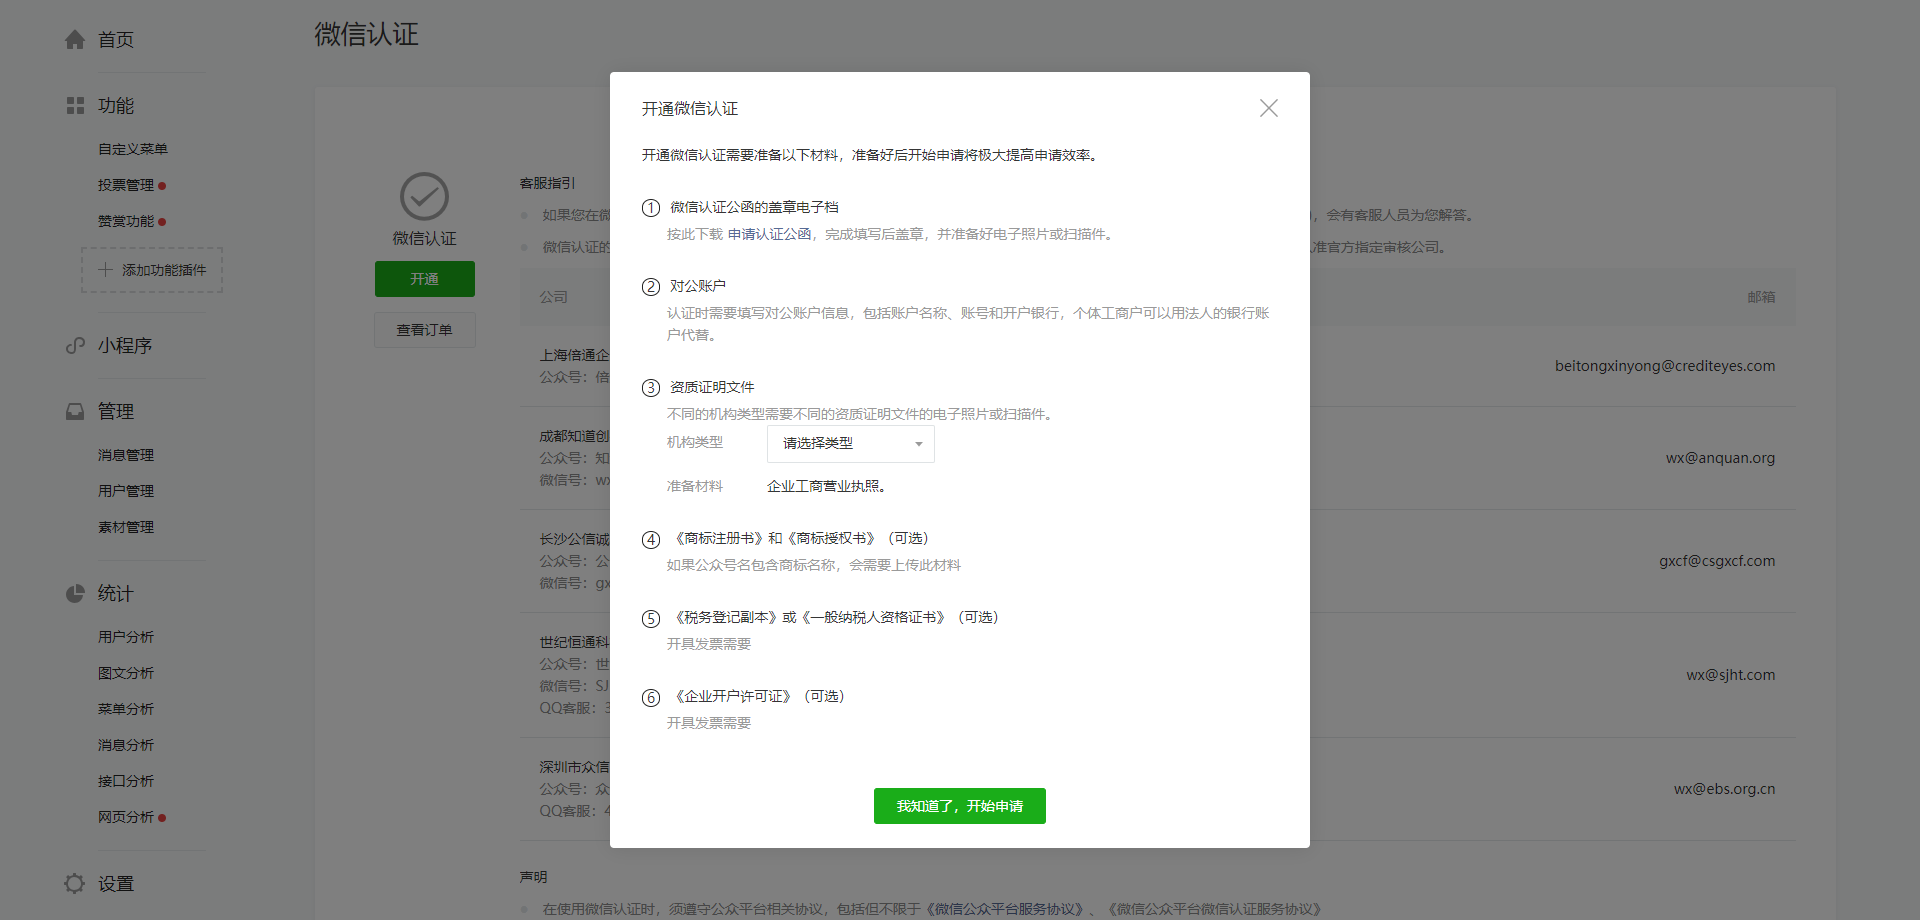 首页
功能
自定义菜单
投票管理
赞赏功能
添加功能插件
小程序
管理
消息管理
用户管理
素材管理
统计
用户分析
图文分析
菜单分析
消息分析
接口分析
网页分析
设置
微信认证
微信认证
开通
查看订单
客服指引
如果您在微
，会有客服人员为您解答。
微信认证的
准官方指定审核公司。
公司
邮箱
上海倍通企
公众号：倍
beitongxinyong@crediteyes.com
成都知道创
公众号：知
微信号：wx
wx@anquan.org
长沙公信诚
公众号：公
微信号：gx
gxcf@csgxcf.com
世纪恒通科
公众号：世
微信号：SJ
QQ客服：3
wx@sjht.com
深圳市众信
公众号：众
QQ客服：4
wx@ebs.org.cn
声明
在使用微信认证时，须遵守公众平台相关协议，包括但不限于《微信公众平台服务协议》、《微信公众平台微信认证服务协议》
开通微信认证
开通微信认证需要准备以下材料，准备好后开始申请将极大提高申请效率。
1 微信认证公函的盖章电子档
按此下载 申请认证公函，完成填写后盖章，并准备好电子照片或扫描件。
2 对公账户
认证时需要填写对公账户信息，包括账户名称、账号和开户银行，个体工商户可以用法人的银行账
户代替。
3 资质证明文件
不同的机构类型需要不同的资质证明文件的电子照片或扫描件。
机构类型 请选择类型
准备材料 企业工商营业执照。
4 《商标注册书》和《商标授权书》（可选）
如果公众号名包含商标名称，会需要上传此材料
5 《税务登记副本》或《一般纳税人资格证书》（可选）
开具发票需要
6 《企业开户许可证》（可选）
开具发票需要
我知道了，开始申请